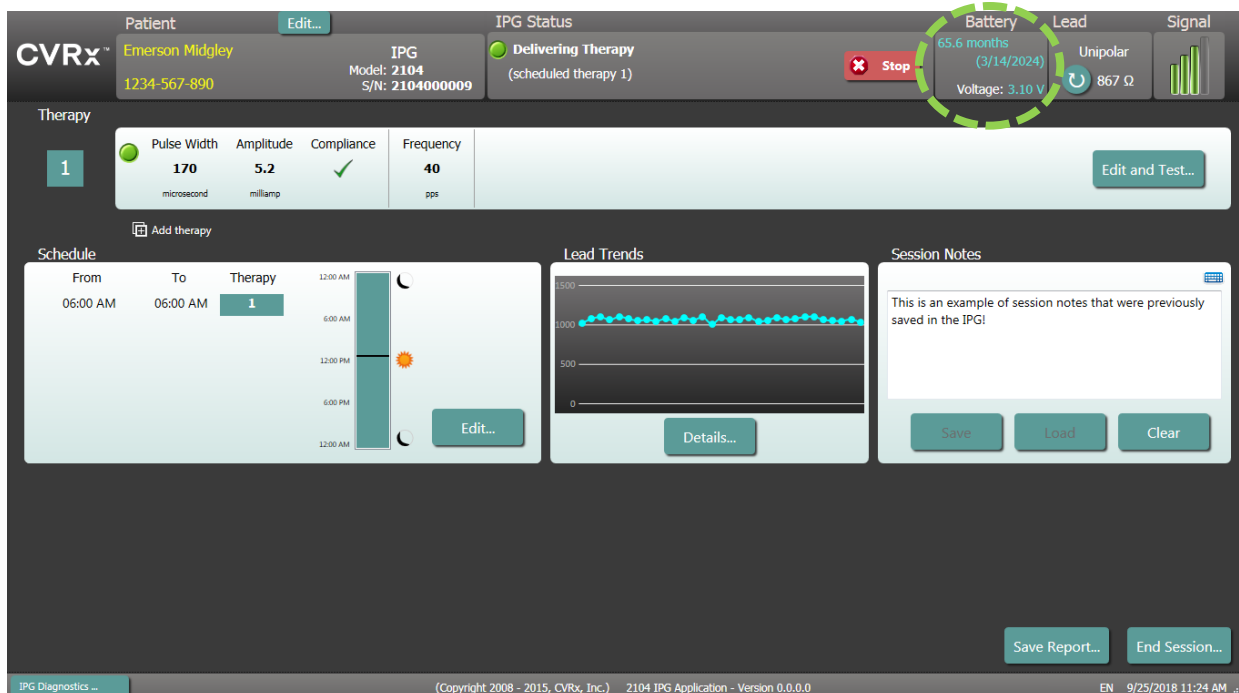 Patient
Edit...
IPG Status
Battery
Lead
Signal
CVRx™
Emerson Midgley
1234-567-890
IPG
Model: 2104
S/N: 2104000009
Delivering Therapy
(scheduled therapy 1)
Stop
65.6 months
(3/14/2024)
Voltage: 3.10 V
Unipolar
867 Ω
Therapy
1
Pulse Width
Amplitude
Compliance
Frequency
170
5.2
40
microsecond
milliamp
pps
Edit and Test...
Add therapy
Schedule
From
To
Therapy
06:00 AM
06:00 AM
1
12:00 AM
6:00 AM
12:00 PM
6:00 PM
12:00 AM
Edit...
Lead Trends
1500
1000
500
0
Details...
Session Notes
This is an example of session notes that were previously
saved in the IPG!
Save
Load
Clear
Save Report...
End Session...
IPG Diagnostics ...
(Copyright 2008 - 2015, CVRx, Inc.)
2104 IPG Application - Version 0.0.0.0
EN
9/25/2018 11:24 AM